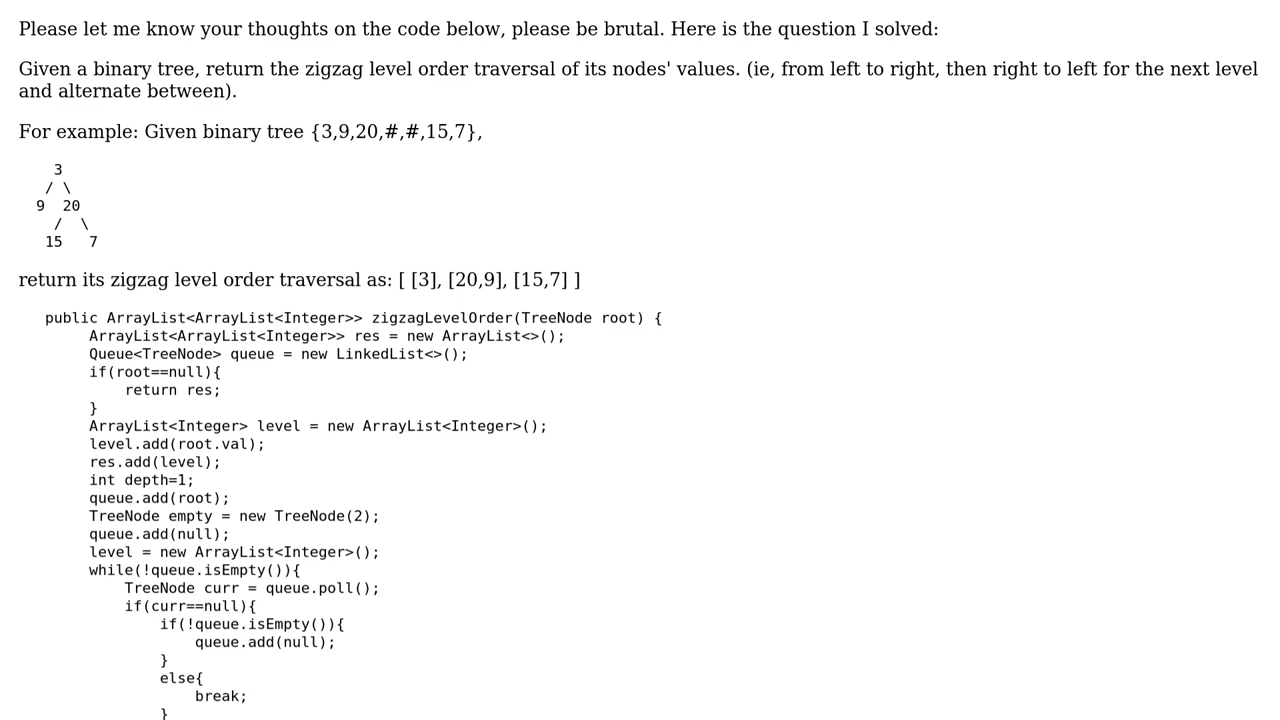 Please let me know your thoughts on the code below, please be brutal. Here is the question I solved:
Given a binary tree, return the zigzag level order traversal of its nodes' values. (ie, from left to right, then right to left for the next level
and alternate between).
For example: Given binary tree {3,9,20,#,#,15,7},
3
/ \
9  20
/  \
15   7
return its zigzag level order traversal as: [ [3], [20,9], [15,7] ]
public ArrayList<ArrayList<Integer>> zigzagLevelOrder(TreeNode root) {
ArrayList<ArrayList<Integer>> res = new ArrayList<>();
Queue<TreeNode> queue = new LinkedList<>();
if(root==null){
return res;
}
ArrayList<Integer> level = new ArrayList<Integer>();
level.add(root.val);
res.add(level);
int depth=1;
queue.add(root);
TreeNode empty = new TreeNode(2);
queue.add(null);
level = new ArrayList<Integer>();
while(!queue.isEmpty()){
TreeNode curr = queue.poll();
if(curr==null){
if(!queue.isEmpty()){
queue.add(null);
}
else{
break;
}